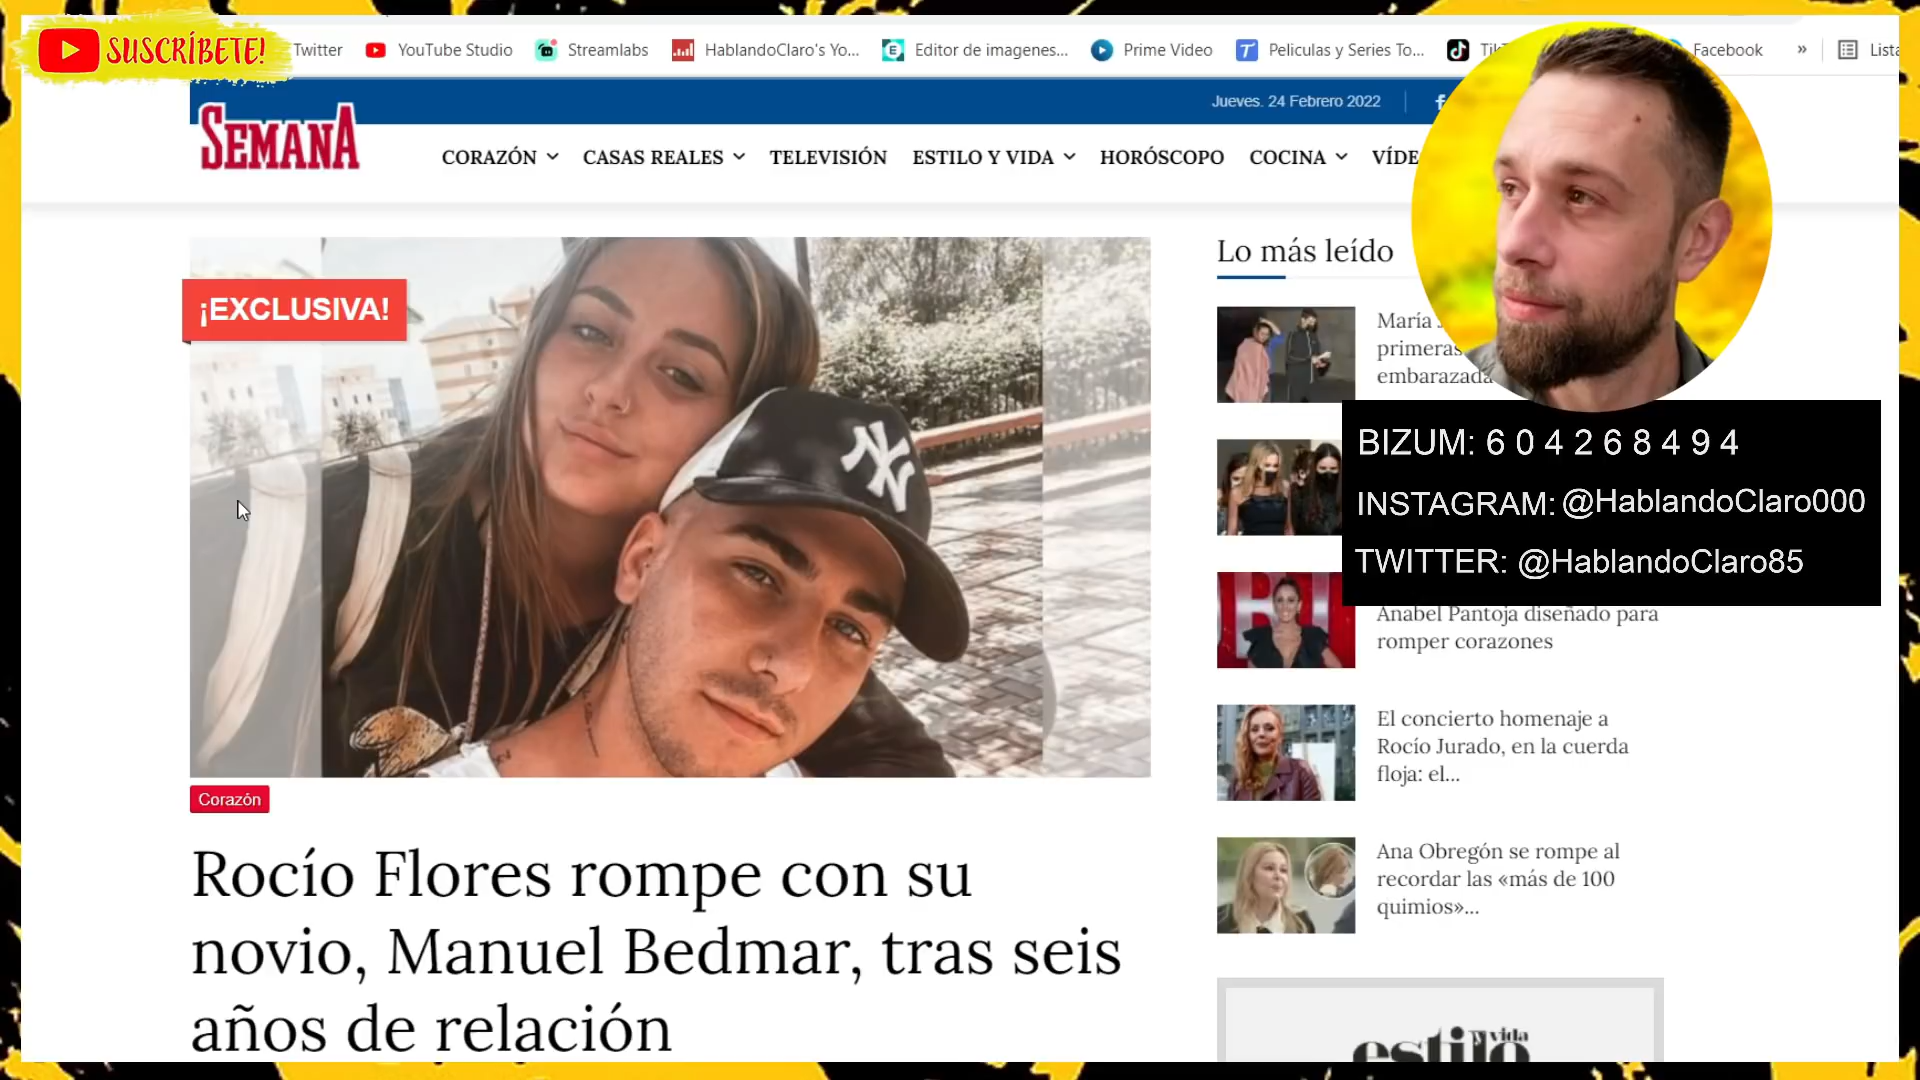 SUSCRÍBETE!
Twitter
YouTube Studio
Streamlabs
HablandoClaro's Yo...
Editor de imagenes...
Prime Video
Peliculas y Series To...
Facebook
»
Lista
Jueves. 24 Febrero 2022
SEMANA
CORAZÓN
CASAS REALES
TELEVISIÓN
ESTILO Y VIDA
HORÓSCOPO
COCINA
VÍDE
¡EXCLUSIVA!
NY
Lo más leído
María
primeras
embarazada
BIZUM: 6 0 4 2 6 8 4 9 4
INSTAGRAM: @HablandoClaro000
TWITTER: @HablandoClaro85
Anabel Pantoja diseñado para
romper corazones
El concierto homenaje a
Rocío Jurado, en la cuerda
floja: el...
Ana Obregón se rompe al
recordar las «más de 100
quimios»...
Corazón
Rocío Flores rompe con su
novio, Manuel Bedmar, tras seis
años de relación
estilo y vida